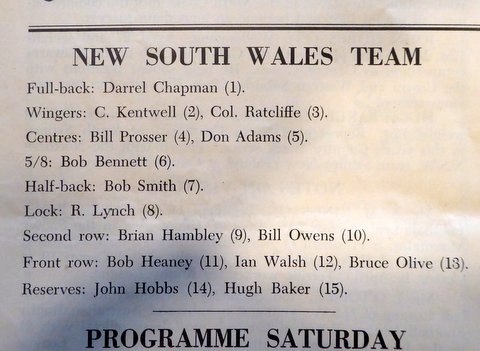 NEW SOUTH WALES TEAM
Full-back: Darrel Chapman (1).
Wingers: C. Kentwell (2), Col. Ratcliffe (3).
Centres: Bill Prosser (4), Don Adams (5).
5/8: Bob Bennett (6).
Half-back: Bob Smith (7).
Lock: R. Lynch (8).
Second row: Brian Hambley (9), Bill Owens (10).
Front row: Bob Heaney (11), Ian Walsh (12), Bruce Olive (13).
Reserves: John Hobbs (14), Hugh Baker (15).
PROGRAMME SATURDAY